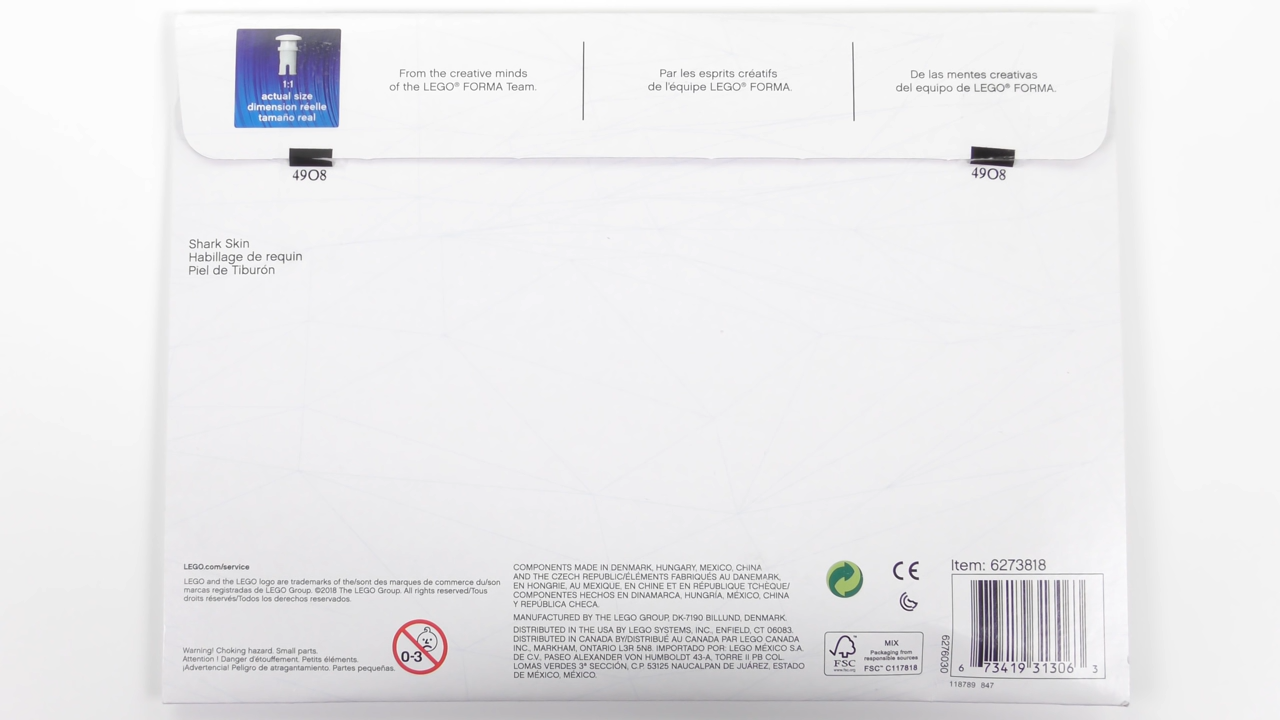 1:1
actual size
dimension réelle
tamaño real
From the creative minds
of the LEGO® FORMA Team.
Par les esprits créatifs
de l'équipe LEGO® FORMA.
De las mentes creativas
del equipo de LEGO® FORMA.
49O8
49O8
Shark Skin
Habillage de requin
Piel de Tiburón
LEGO.com/service
LEGO and the LEGO logo are trademarks of the/sont des marques de commerce du/son
marcas registradas de LEGO Group. ©2018 The LEGO Group. All rights reserved/Tous
droits réservés/Todos los derechos reservados.
Warning! Choking hazard. Small parts.
Attention ! Danger d'étouffement. Petits éléments.
¡Advertencia! Peligro de atragantamiento. Partes pequeñas.
0-3
COMPONENTS MADE IN DENMARK, HUNGARY, MEXICO, CHINA
AND THE CZECH REPUBLIC/ÉLÉMENTS FABRIQUÉS AU DANEMARK,
EN HONGRIE, AU MEXIQUE, EN CHINE ET EN RÉPUBLIQUE TCHÈQUE/
COMPONENTES HECHOS EN DINAMARCA, HUNGRÍA, MÉXICO, CHINA
Y REPÚBLICA CHECA.
MANUFACTURED BY THE LEGO GROUP, DK-7190 BILLUND, DENMARK.
DISTRIBUTED IN THE USA BY LEGO SYSTEMS, INC., ENFIELD, CT 06083.
DISTRIBUTED IN CANADA BY/DISTRIBUÉ AU CANADA PAR LEGO CANADA
INC., MARKHAM, ONTARIO L3R 5N8. IMPORTADO POR: LEGO MÉXICO S.A.
DE C.V., PASEO ALEXANDER VON HUMBOLDT 43-A, TORRE II PB COL.
LOMAS VERDES 3ª SECCIÓN, C.P. 53125 NAUCALPAN DE JUÁREZ, ESTADO
DE MÉXICO, MÉXICO.
CE
FSC
www.fsc.org
MIX
Packaging from
responsible sources
FSC® C117818
Item: 6273818
6276030
6 73419 31306 3
118789 B47